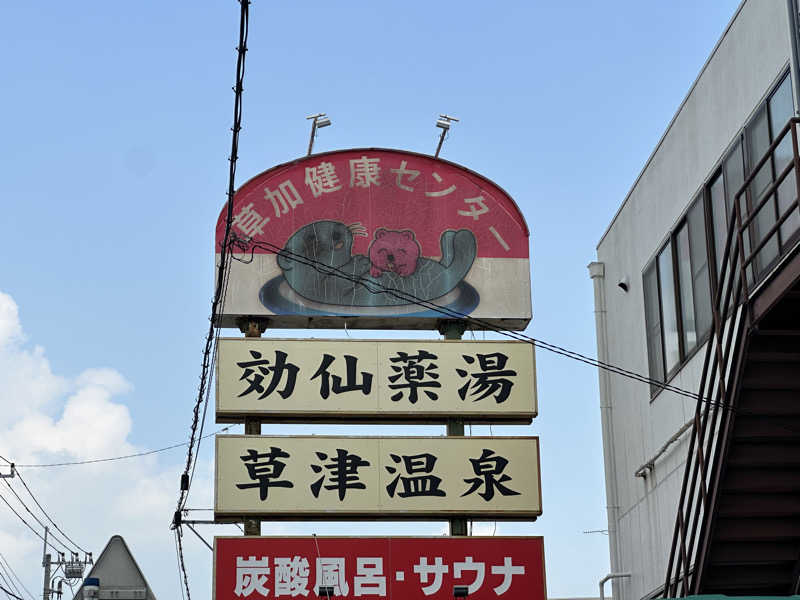 草加健康センター
効仙薬湯
草津温泉
炭酸風呂・サウナ